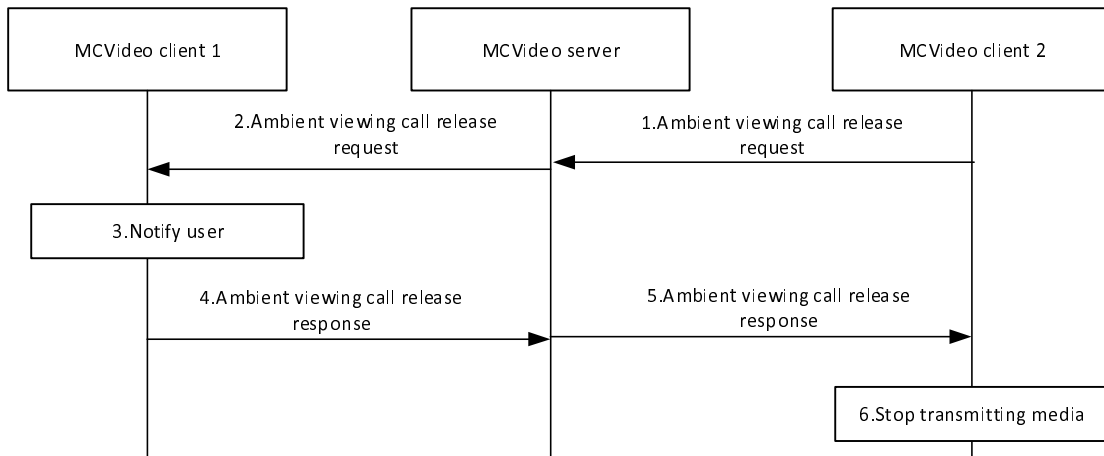 MCVideo client 1
MCVideo server
MCVideo client 2
2.Ambient viewing call release
request
1.Ambient viewing call release
request
3.Notify user
4.Ambient viewing call release
response
5.Ambient viewing call release
response
6.Stop transmitting media